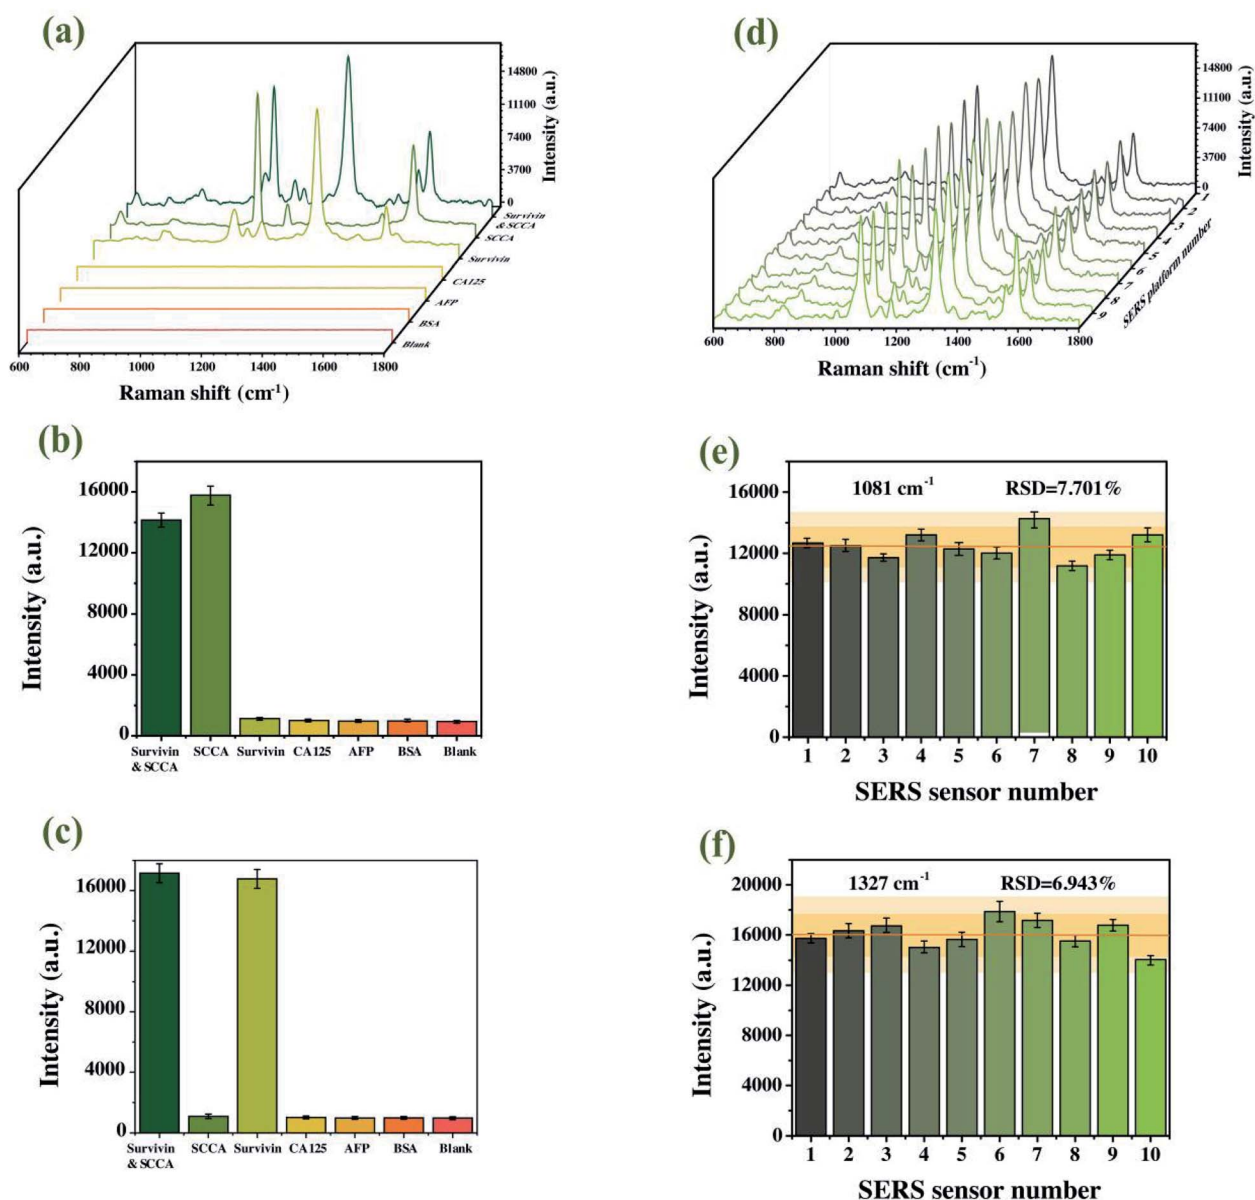 (a)
14800
11100
7400
3700
0
Intensity (a.u.)
Survivin
& SCCA
SCCA
Survivin
CA125
AFP
BSA
Blank
600
800
1000
1200
1400
1600
1800
Raman shift (cm-1)
(d)
14800
11100
7400
3700
0
Intensity (a.u.)
1
2
3
4
5
6
7
8
9
SERS platform number
600
800
1000
1200
1400
1600
1800
Raman shift (cm-1)
(b)
16000
12000
8000
4000
0
Intensity (a.u.)
Survivin
& SCCA
SCCA
Survivin
CA125
AFP
BSA
Blank
(e)
1081 cm-1
RSD=7.701%
16000
12000
8000
4000
0
Intensity (a.u.)
1 2 3 4 5 6 7 8 9 10
SERS sensor number
(c)
16000
12000
8000
4000
0
Intensity (a.u.)
Survivin
& SCCA
SCCA
Survivin
CA125
AFP
BSA
Blank
(f)
1327 cm-1
RSD=6.943%
20000
16000
12000
8000
4000
0
Intensity (a.u.)
1 2 3 4 5 6 7 8 9 10
SERS sensor number